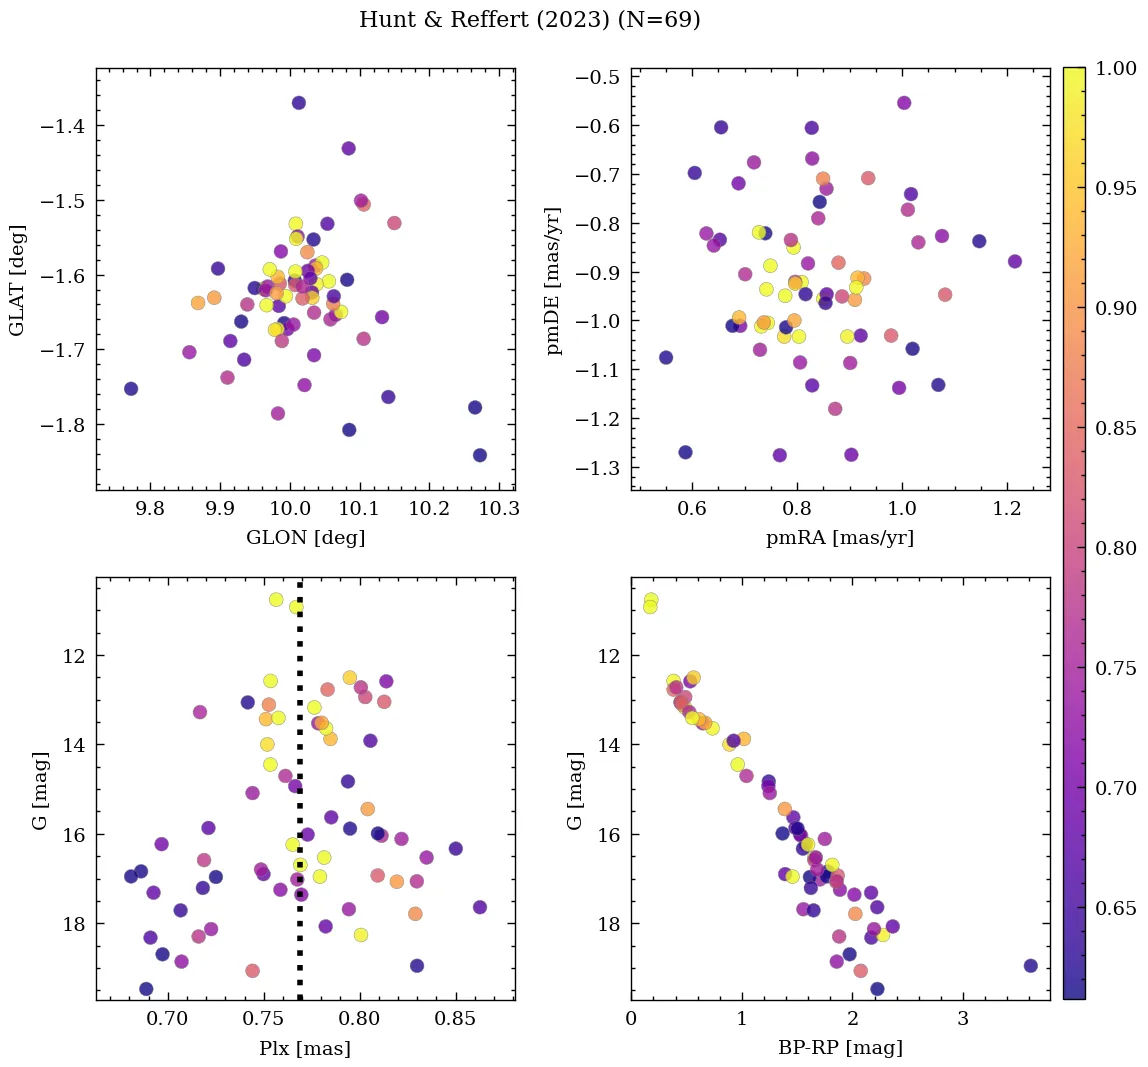 Hunt & Reffert (2023) (N=69)
GLAT [deg]
−1.4
−1.5
−1.6
−1.7
−1.8
9.8 9.9 10.0 10.1 10.2 10.3
GLON [deg]
pmDE [mas/yr]
−0.5
−0.6
−0.7
−0.8
−0.9
−1.0
−1.1
−1.2
−1.3
0.6 0.8 1.0 1.2
pmRA [mas/yr]
1.00
0.95
0.90
0.85
0.80
0.75
0.70
0.65
G [mag]
12
14
16
18
0.70 0.75 0.80 0.85
Plx [mas]
G [mag]
12
14
16
18
0 1 2 3
BP-RP [mag]